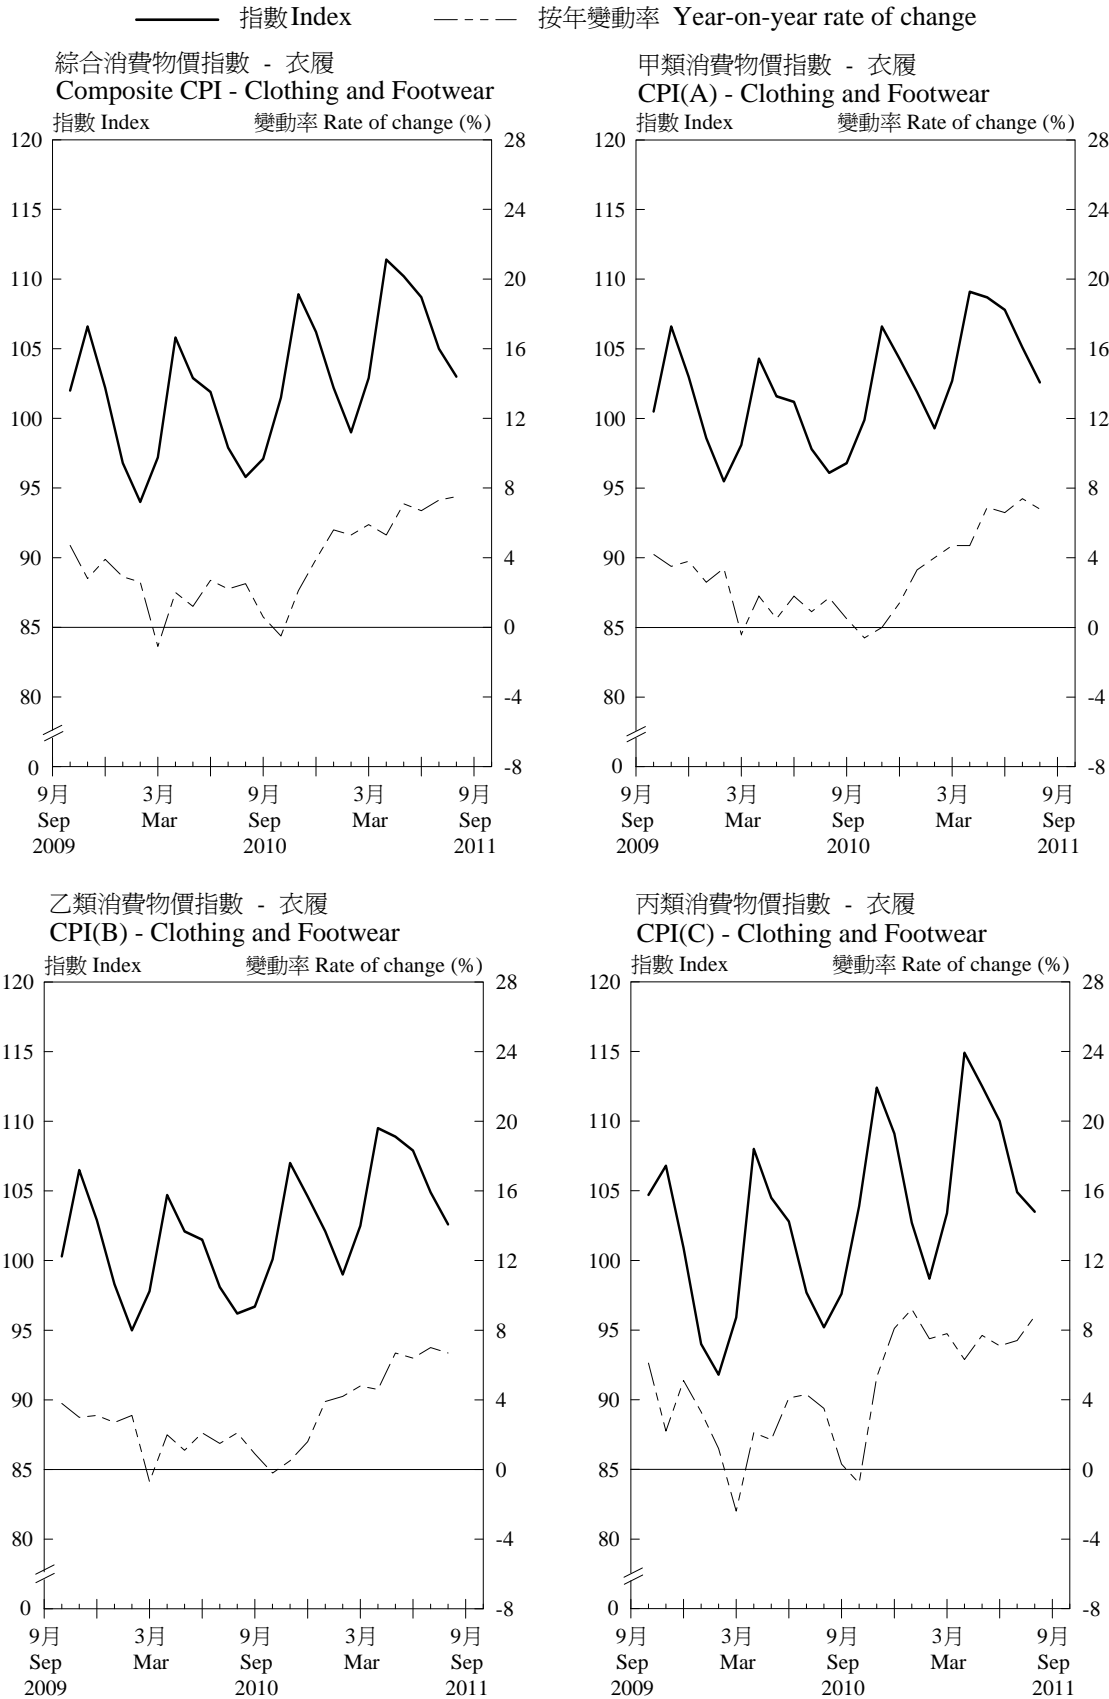 指數 Index 按年變動率 Year-on-year rate of change
綜合消費物價指數 - 衣履
Composite CPI - Clothing and Footwear
指數 Index 變動率 Rate of change (%)
120 28
115 24
110 20
105 16
100 12
95 8
90 4
85 0
80 -4
0 -8
9月 3月 9月 3月 9月
Sep Mar Sep Mar Sep
2009 2010 2011
甲類消費物價指數 - 衣履
CPI(A) - Clothing and Footwear
指數 Index 變動率 Rate of change (%)
120 28
115 24
110 20
105 16
100 12
95 8
90 4
85 0
80 -4
0 -8
9月 3月 9月 3月 9月
Sep Mar Sep Mar Sep
2009 2010 2011
乙類消費物價指數 - 衣履
CPI(B) - Clothing and Footwear
指數 Index 變動率 Rate of change (%)
120 28
115 24
110 20
105 16
100 12
95 8
90 4
85 0
80 -4
0 -8
9月 3月 9月 3月 9月
Sep Mar Sep Mar Sep
2009 2010 2011
丙類消費物價指數 - 衣履
CPI(C) - Clothing and Footwear
指數 Index 變動率 Rate of change (%)
120 28
115 24
110 20
105 16
100 12
95 8
90 4
85 0
80 -4
0 -8
9月 3月 9月 3月 9月
Sep Mar Sep Mar Sep
2009 2010 2011